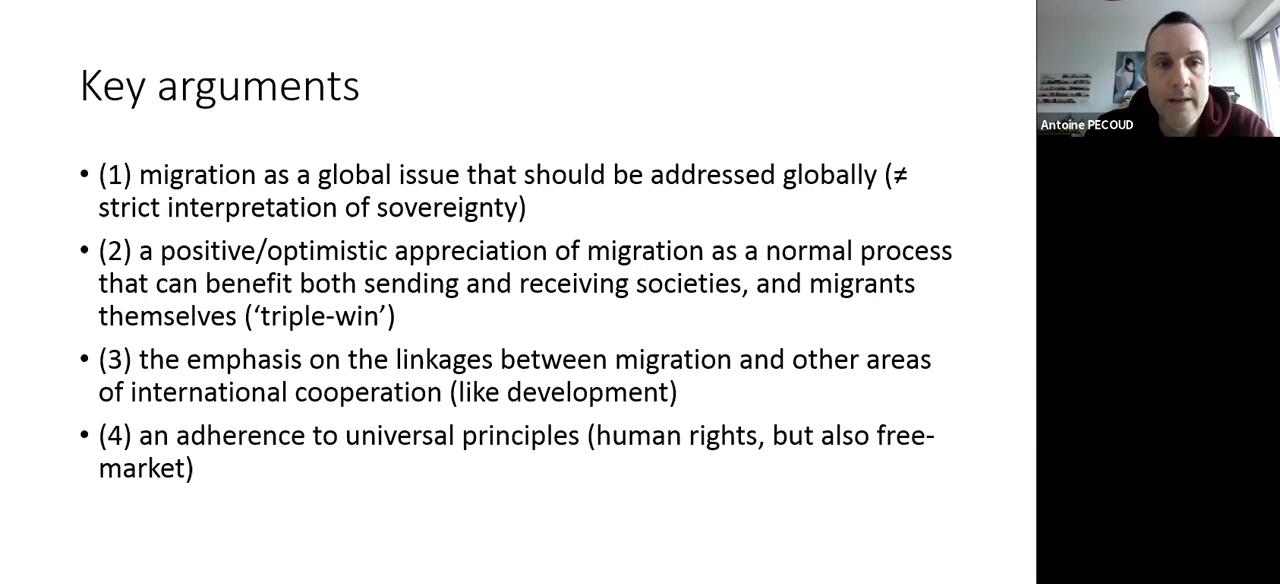 Key arguments
• (1) migration as a global issue that should be addressed globally (≠
strict interpretation of sovereignty)
• (2) a positive/optimistic appreciation of migration as a normal process
that can benefit both sending and receiving societies, and migrants
themselves (‘triple-win’)
• (3) the emphasis on the linkages between migration and other areas
of international cooperation (like development)
• (4) an adherence to universal principles (human rights, but also free-
market)
Antoine PECOUD